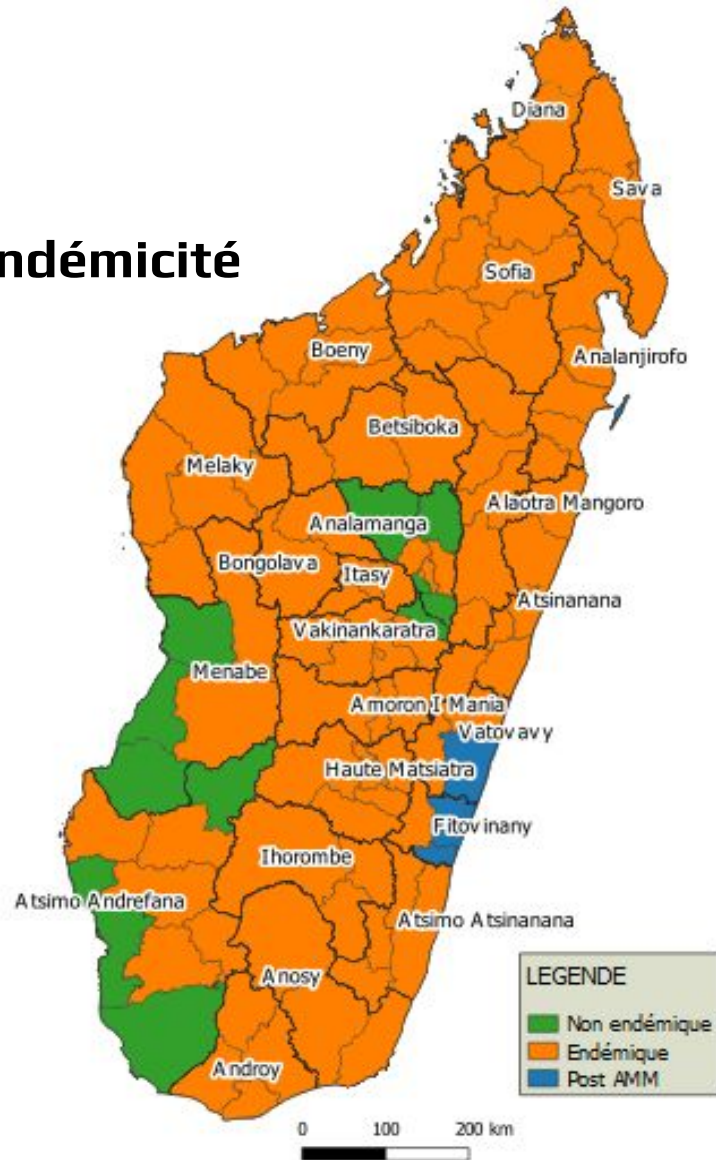 ndémicité
Diana
Sava
Sofia
Analanjirofo
Boeny
Betsiboka
Melaky
Alaotra Mangoro
Analamanga
Bongolava
Itasy
Atsinanana
Vakinankaratra
Menabe
Amoron I Mania
Vatovavy
Haute Matsiatra
Fitovinany
Ihorombe
Atsimo Andrefana
Atsimo Atsinanana
Anosy
Androy
LEGENDE
Non endémique
Endémique
Post AMM
0 100 200 km